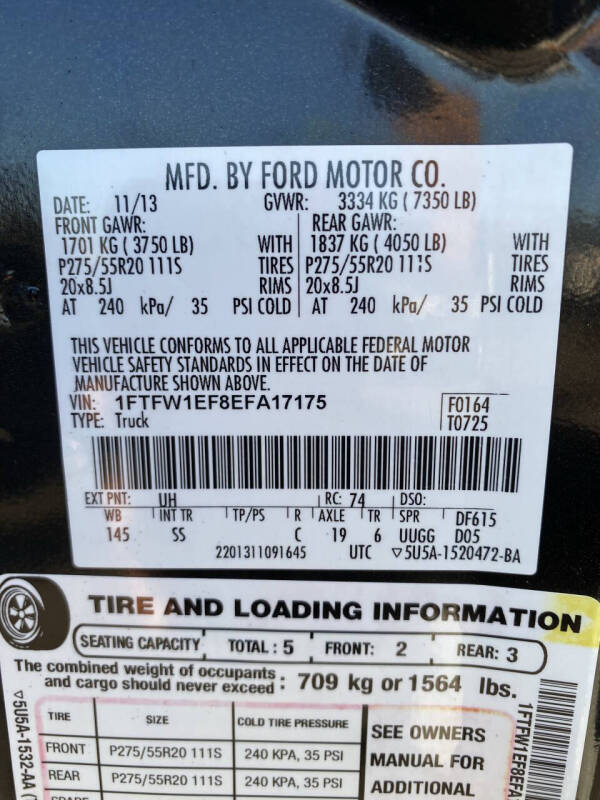 MFD. BY FORD MOTOR CO.
DATE: 11/13 GVWR: 3334 KG ( 7350 LB)
FRONT GAWR: REAR GAWR:
1701 KG ( 3750 LB) WITH 1837 KG ( 4050 LB) WITH
P275/55R20 111S TIRES P275/55R20 111S TIRES
20x8.5J RIMS 20x8.5J RIMS
AT 240 kPa/ 35 PSI COLD AT 240 kPa/ 35 PSI COLD
THIS VEHICLE CONFORMS TO ALL APPLICABLE FEDERAL MOTOR
VEHICLE SAFETY STANDARDS IN EFFECT ON THE DATE OF
MANUFACTURE SHOWN ABOVE.
VIN: 1FTFW1EF8EFA17175 F0164
TYPE: Truck T0725
EXT PNT: UH RC: 74 DSO:
WB INT TR TP/PS R AXLE TR SPR DF615
145 SS C 19 6 UUGG D05
2201311091645 UTC ▽5U5A-1520472-BA
TIRE AND LOADING INFORMATION
SEATING CAPACITY TOTAL : 5 FRONT: 2 REAR: 3
The combined weight of occupants
and cargo should never exceed : 709 kg or 1564 lbs.
TIRE SIZE COLD TIRE PRESSURE
FRONT P275/55R20 111S 240 KPA, 35 PSI
REAR P275/55R20 111S 240 KPA, 35 PSI
SEE OWNERS
MANUAL FOR
ADDITIONAL
▽5U5A-1532-AA
1FTFW1EF8EFA